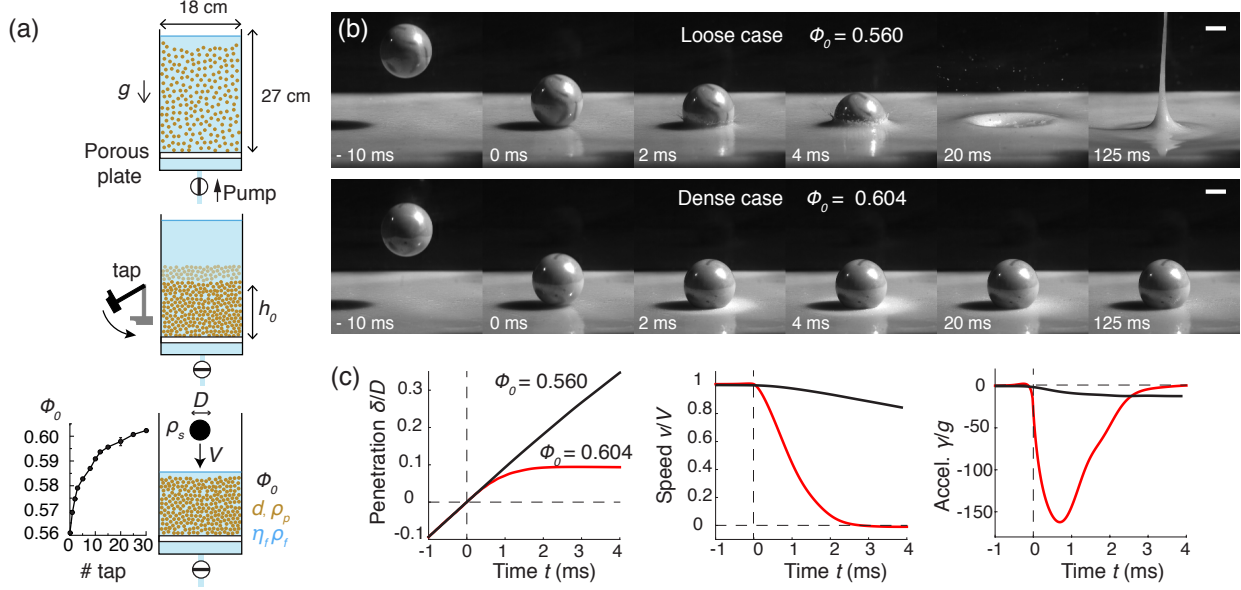 (a)
18 cm
g
27 cm
Porous
plate
Pump
tap
h₀
Φ₀
0.60
0.59
0.58
0.57
0.56
0
10
20
30
# tap
D
ρₛ
V
Φ₀
d, ρₚ
η_f ρ_f
(b)
Loose case Φ₀ = 0.560
- 10 ms
0 ms
2 ms
4 ms
20 ms
125 ms
Dense case Φ₀ = 0.604
- 10 ms
0 ms
2 ms
4 ms
20 ms
125 ms
(c)
Penetration δ/D
0.3
0.1
0
-0.1
-1
0
1
2
3
4
Time t (ms)
Φ₀ = 0.560
Φ₀ = 0.604
Speed v/V
1
0.8
0.6
0.4
0.2
0
-1
0
1
2
3
4
Time t (ms)
Accel. γ/g
0
-50
-100
-150
-1
0
1
2
3
4
Time t (ms)